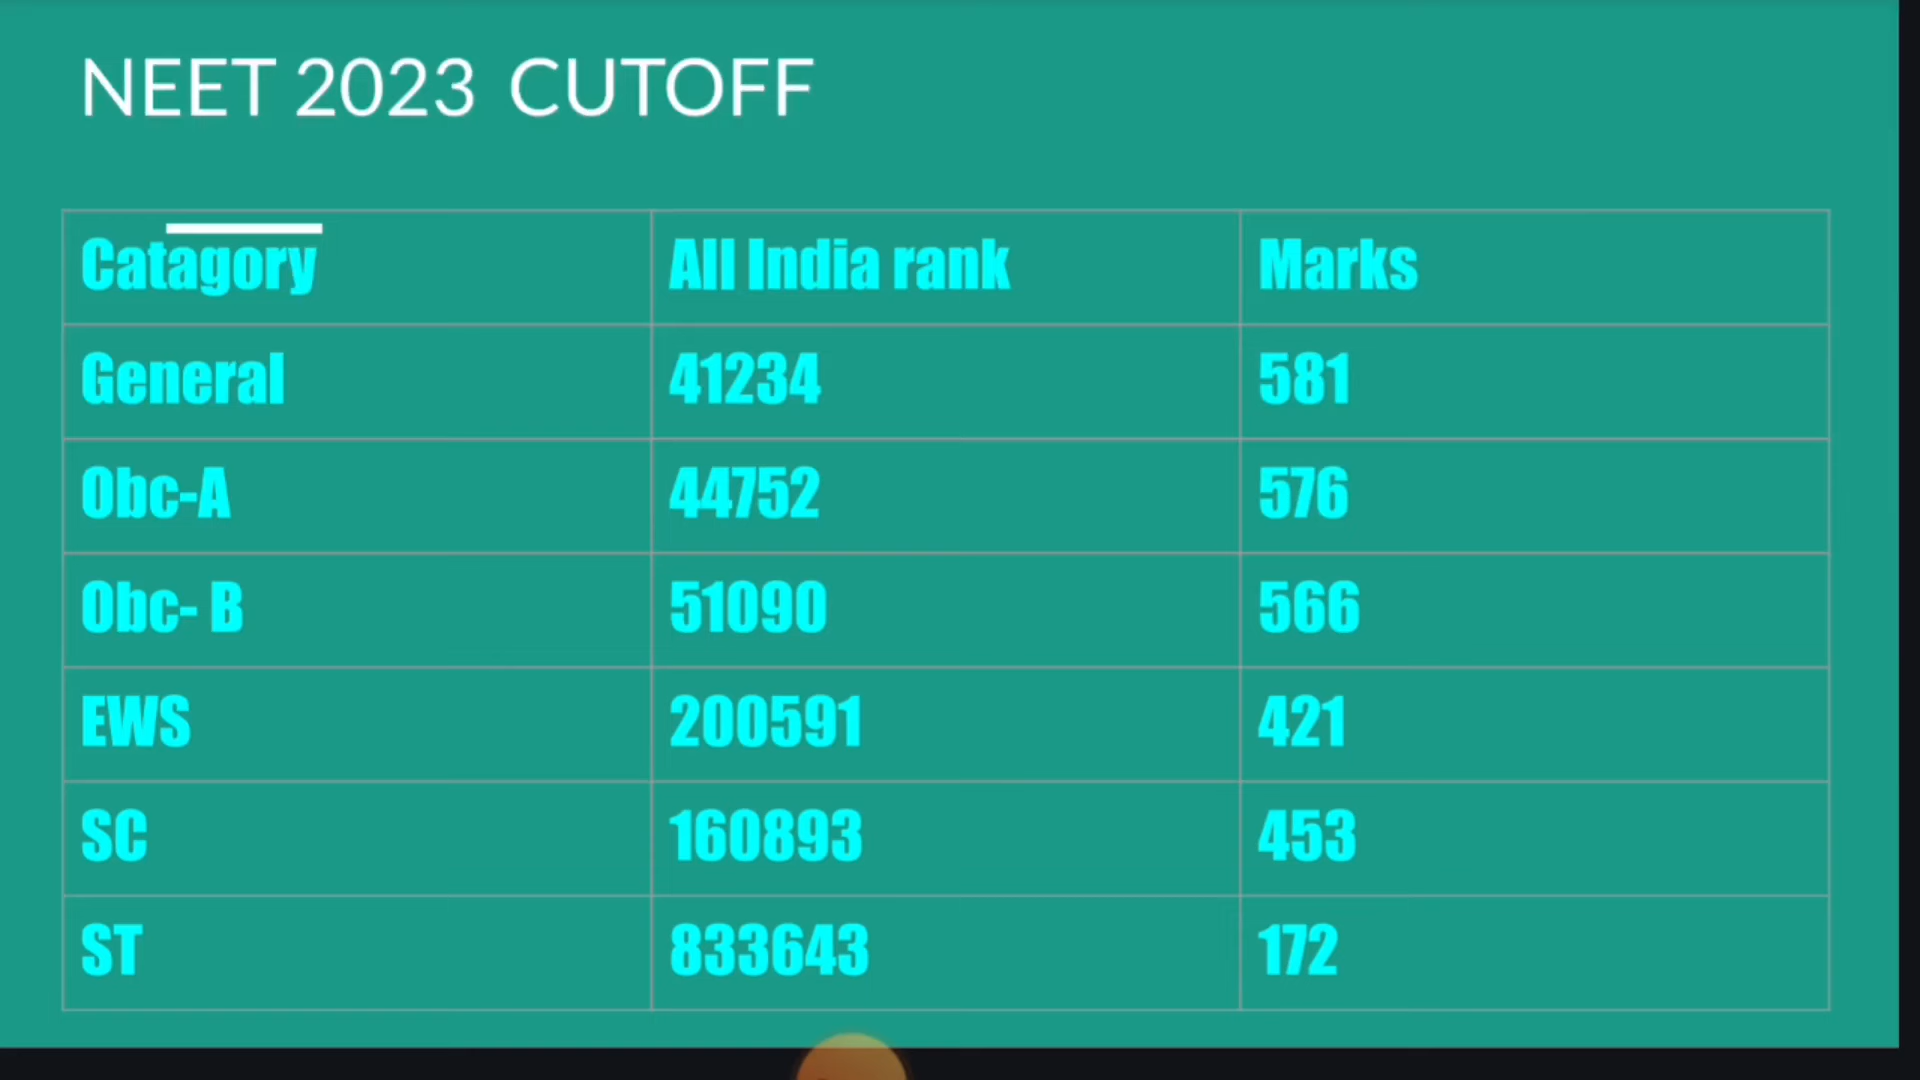 NEET 2023 CUTOFF
Catagory All India rank Marks
General 41234 581
Obc-A 44752 576
Obc- B 51090 566
EWS 200591 421
SC 160893 453
ST 833643 172